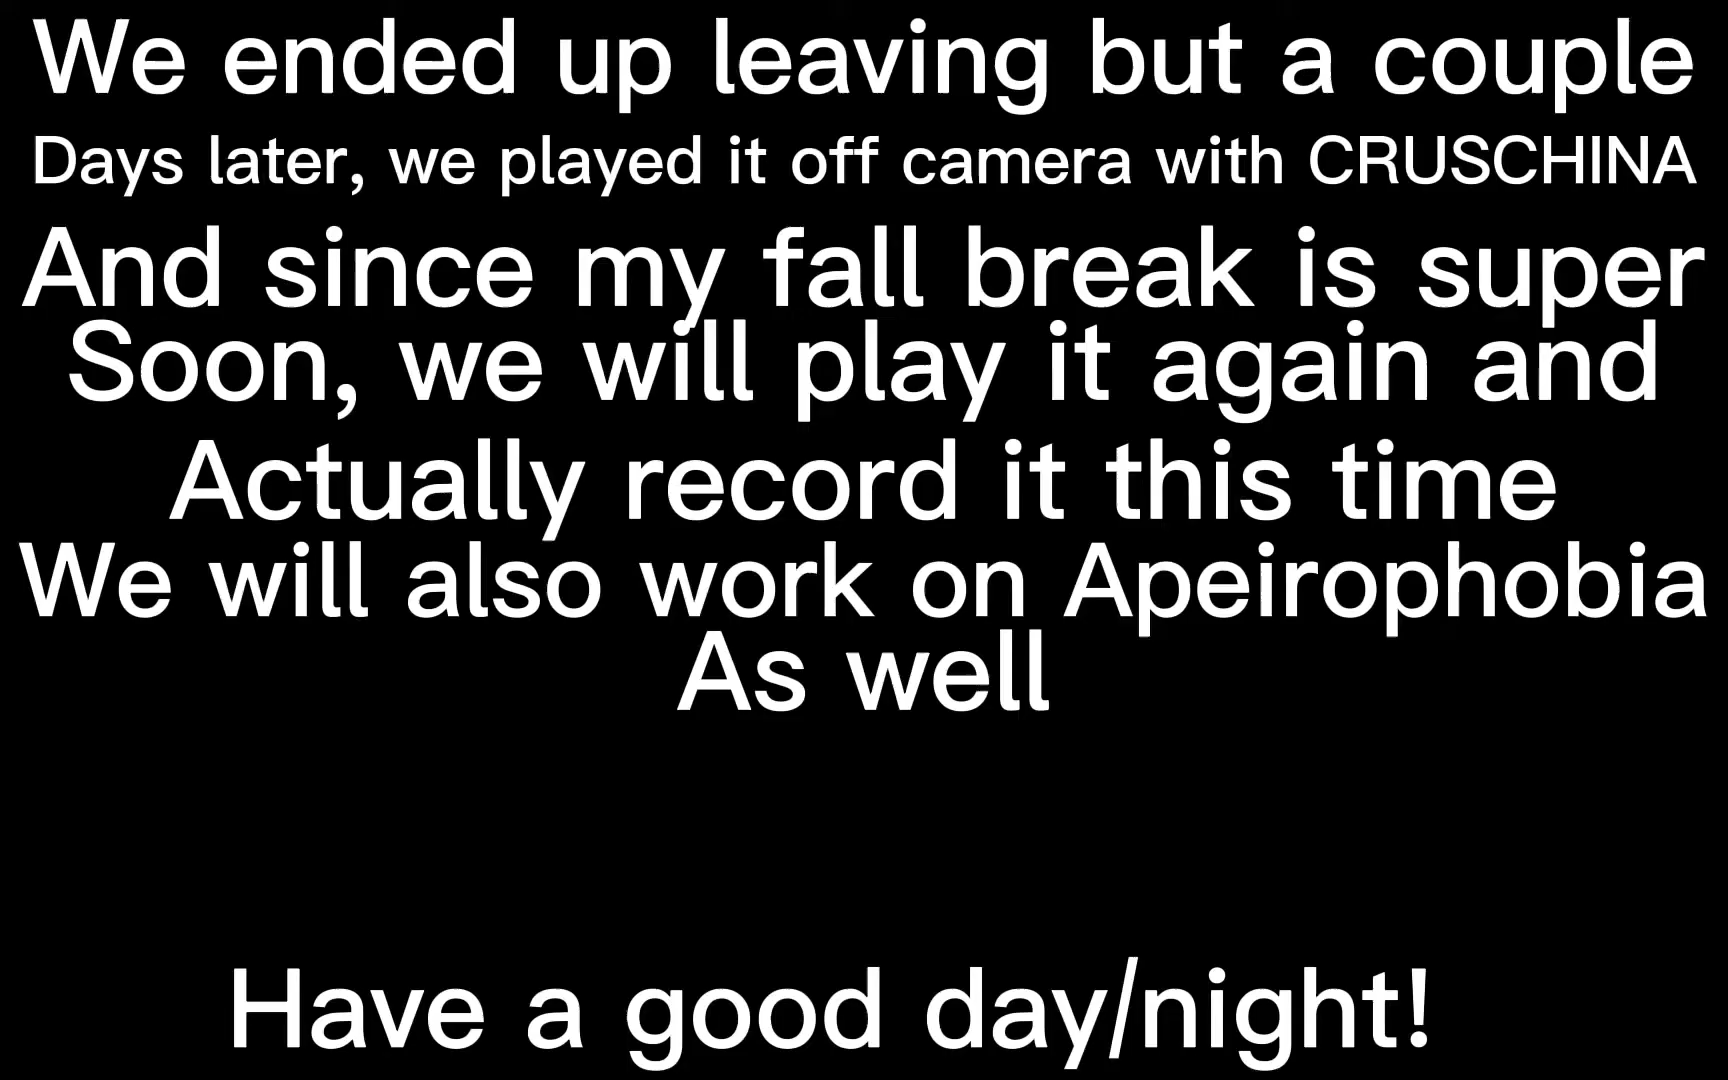 We ended up leaving but a couple
Days later, we played it off camera with CRUSCHINA
And since my fall break is super
Soon, we will play it again and
Actually record it this time
We will also work on Apeirophobia
As well
Have a good day/night!